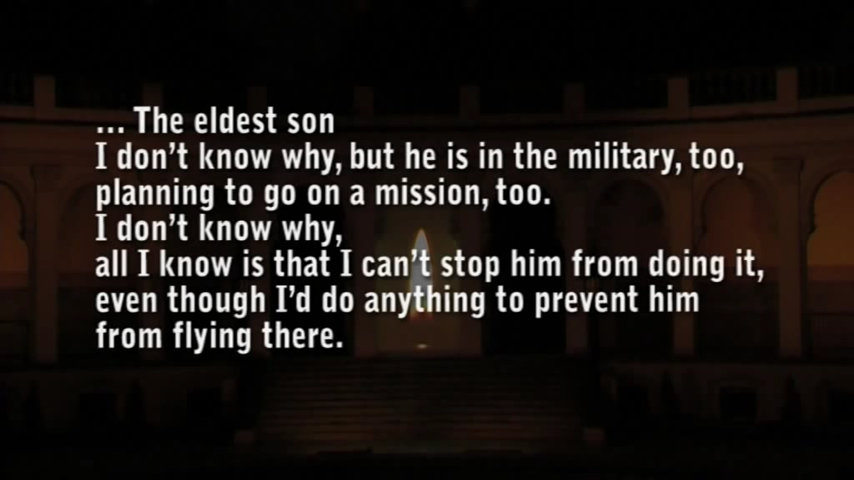 ... The eldest son
I don't know why, but he is in the military, too,
planning to go on a mission, too.
I don't know why,
all I know is that I can't stop him from doing it,
even though I'd do anything to prevent him
from flying there.